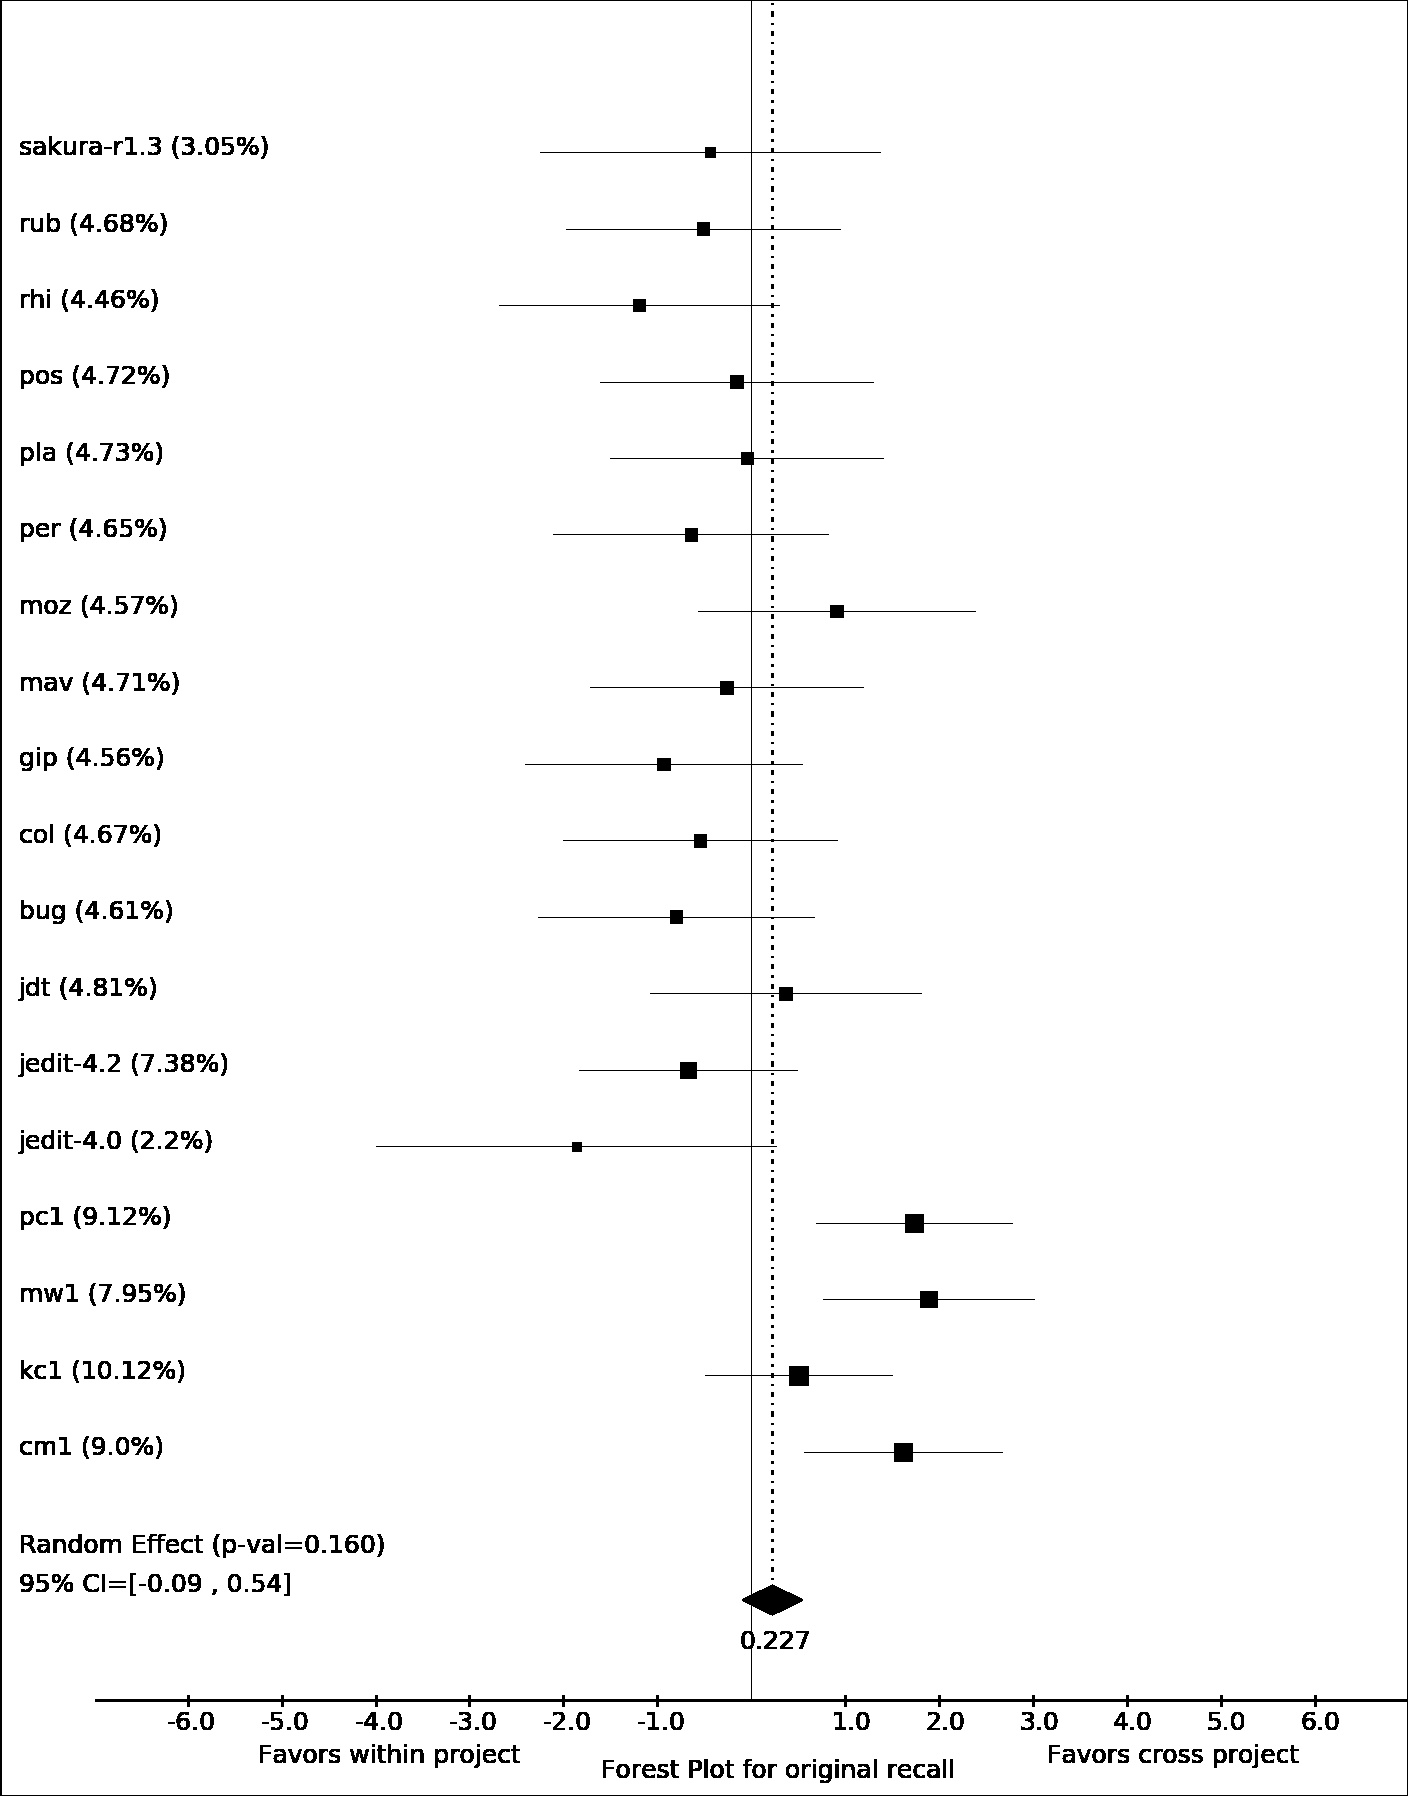 sakura-r1.3 (3.05%)
rub (4.68%)
rhi (4.46%)
pos (4.72%)
pla (4.73%)
per (4.65%)
moz (4.57%)
mav (4.71%)
gip (4.56%)
col (4.67%)
bug (4.61%)
jdt (4.81%)
jedit-4.2 (7.38%)
jedit-4.0 (2.2%)
pc1 (9.12%)
mw1 (7.95%)
kc1 (10.12%)
cm1 (9.0%)
Random Effect (p-val=0.160)
95% CI=[-0.09 , 0.54]
0.227
-6.0 -5.0 -4.0 -3.0 -2.0 -1.0 1.0 2.0 3.0 4.0 5.0 6.0
Favors within project Favors cross project
Forest Plot for original recall